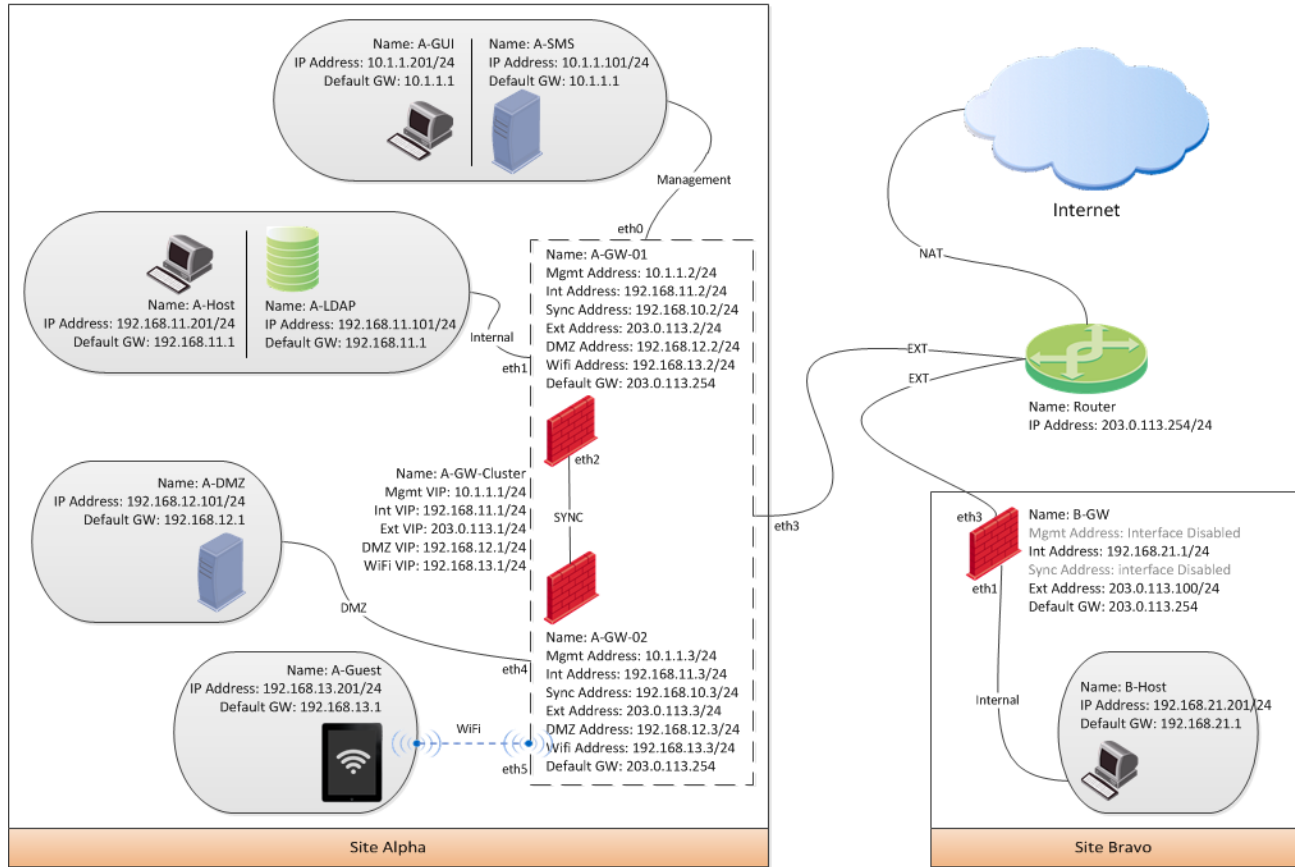 Name: A-GUI
IP Address: 10.1.1.201/24
Default GW: 10.1.1.1
Name: A-SMS
IP Address: 10.1.1.101/24
Default GW: 10.1.1.1
Management
eth0
Internet
NAT
Name: A-Host
IP Address: 192.168.11.201/24
Default GW: 192.168.11.1
Name: A-LDAP
IP Address: 192.168.11.101/24
Default GW: 192.168.11.1
Internal
eth1
Name: A-GW-01
Mgmt Address: 10.1.1.2/24
Int Address: 192.168.11.2/24
Sync Address: 192.168.10.2/24
Ext Address: 203.0.113.2/24
DMZ Address: 192.168.12.2/24
Wifi Address: 192.168.13.2/24
Default GW: 203.0.113.254
eth2
SYNC
EXT
EXT
Name: Router
IP Address: 203.0.113.254/24
Name: A-GW-Cluster
Mgmt VIP: 10.1.1.1/24
Int VIP: 192.168.11.1/24
Ext VIP: 203.0.113.1/24
DMZ VIP: 192.168.12.1/24
WiFi VIP: 192.168.13.1/24
eth3
Name: A-DMZ
IP Address: 192.168.12.101/24
Default GW: 192.168.12.1
DMZ
eth4
Name: A-GW-02
Mgmt Address: 10.1.1.3/24
Int Address: 192.168.11.3/24
Sync Address: 192.168.10.3/24
Ext Address: 203.0.113.3/24
DMZ Address: 192.168.12.3/24
Wifi Address: 192.168.13.3/24
Default GW: 203.0.113.254
Name: A-Guest
IP Address: 192.168.13.201/24
Default GW: 192.168.13.1
WiFi
eth5
eth3
Name: B-GW
Mgmt Address: Interface Disabled
Int Address: 192.168.21.1/24
Sync Address: interface Disabled
Ext Address: 203.0.113.100/24
Default GW: 203.0.113.254
eth1
Internal
Name: B-Host
IP Address: 192.168.21.201/24
Default GW: 192.168.21.1
Site Alpha
Site Bravo